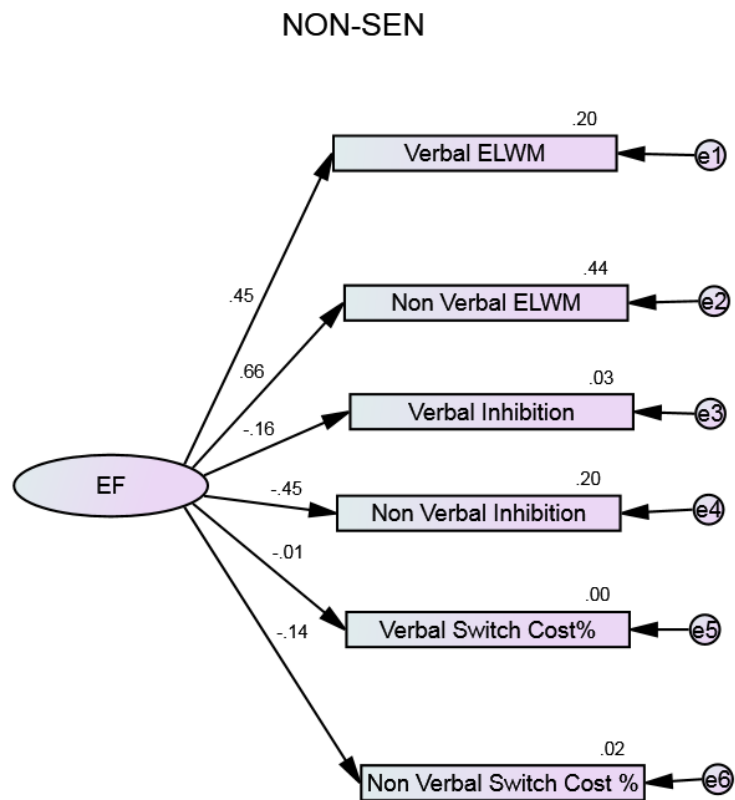 NON-SEN
.20
Verbal ELWM
e1
.45
.44
Non Verbal ELWM
e2
.66
.03
Verbal Inhibition
e3
-.16
.20
Non Verbal Inhibition
e4
EF
-.45
-.01
.00
Verbal Switch Cost%
e5
-.14
.02
Non Verbal Switch Cost %
e6